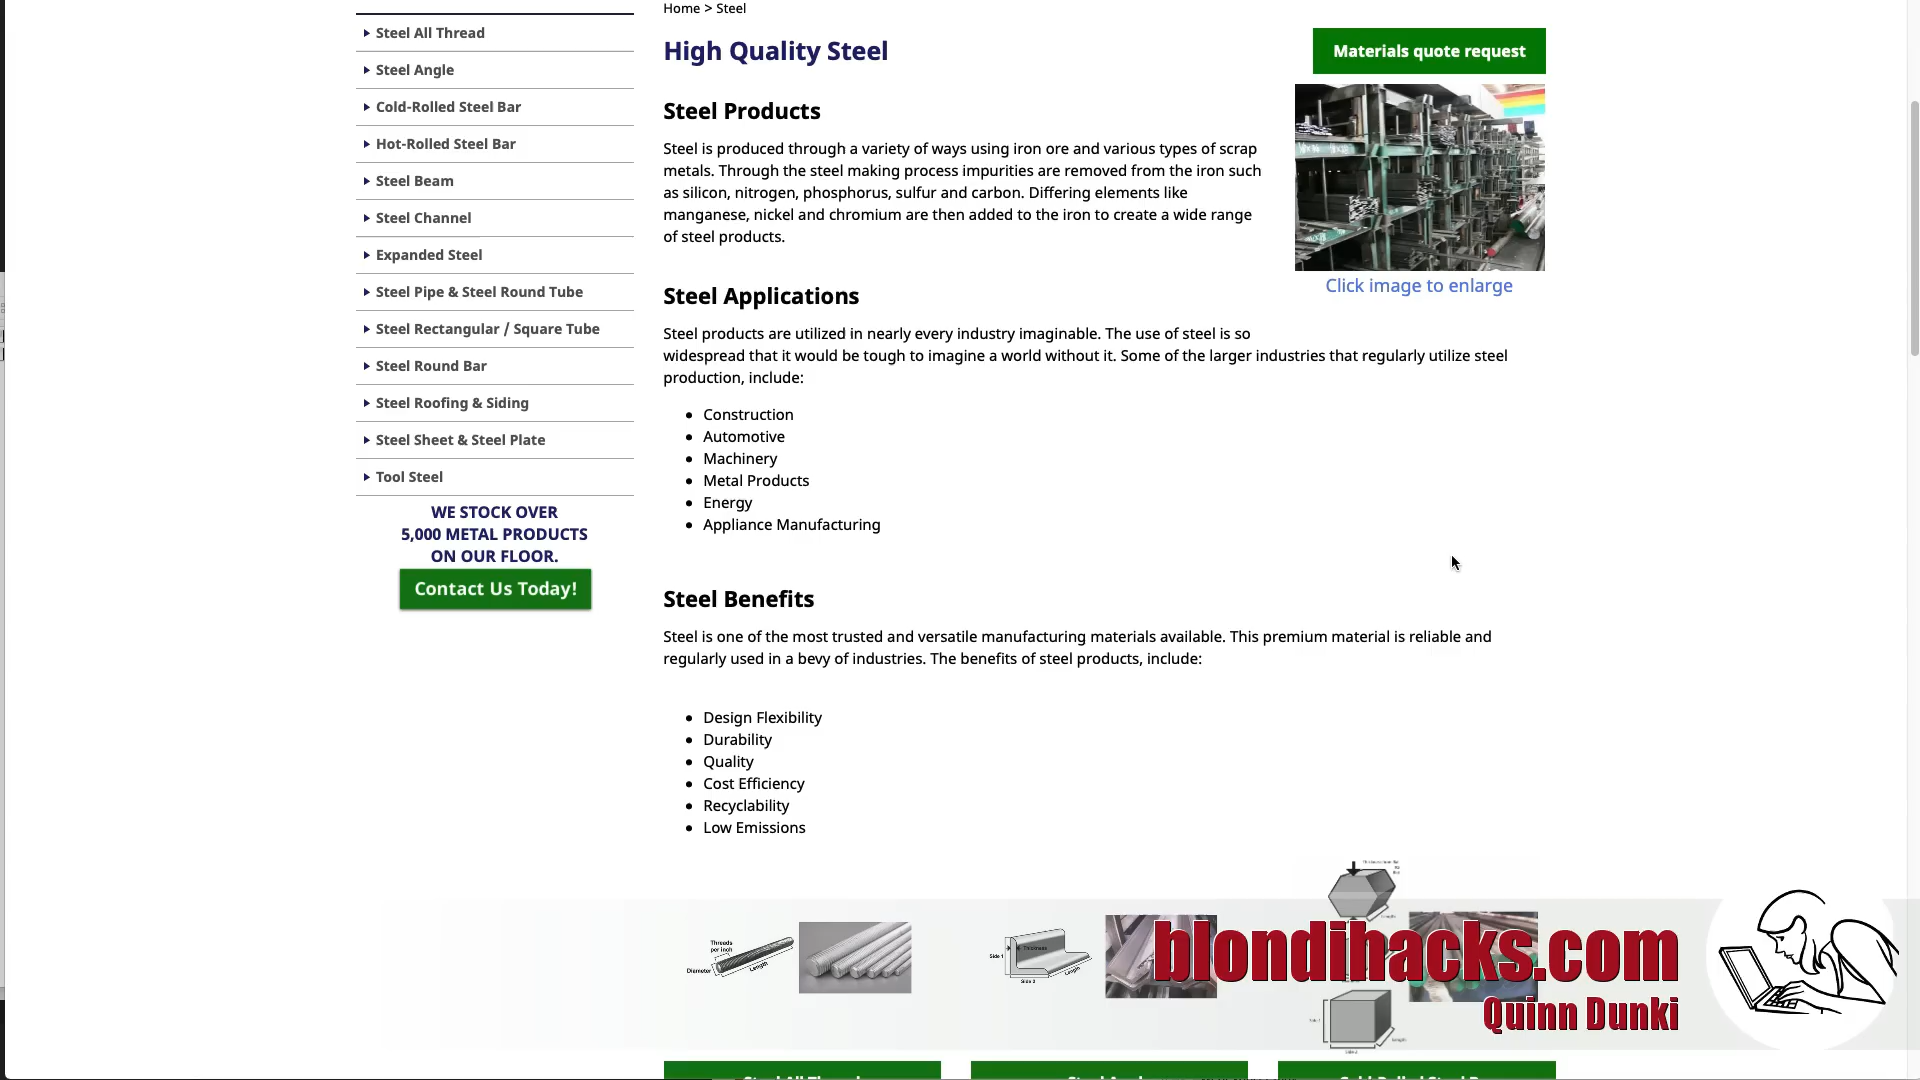 Home > Steel
Steel All Thread
Steel Angle
Cold-Rolled Steel Bar
Hot-Rolled Steel Bar
Steel Beam
Steel Channel
Expanded Steel
Steel Pipe & Steel Round Tube
Steel Rectangular / Square Tube
Steel Round Bar
Steel Roofing & Siding
Steel Sheet & Steel Plate
Tool Steel
WE STOCK OVER
5,000 METAL PRODUCTS
ON OUR FLOOR.
Contact Us Today!
High Quality Steel
Materials quote request
Steel Products
Steel is produced through a variety of ways using iron ore and various types of scrap
metals. Through the steel making process impurities are removed from the iron such
as silicon, nitrogen, phosphorus, sulfur and carbon. Differing elements like
manganese, nickel and chromium are then added to the iron to create a wide range
of steel products.
Click image to enlarge
Steel Applications
Steel products are utilized in nearly every industry imaginable. The use of steel is so
widespread that it would be tough to imagine a world without it. Some of the larger industries that regularly utilize steel
production, include:
Construction
Automotive
Machinery
Metal Products
Energy
Appliance Manufacturing
Steel Benefits
Steel is one of the most trusted and versatile manufacturing materials available. This premium material is reliable and
regularly used in a bevy of industries. The benefits of steel products, include:
Design Flexibility
Durability
Quality
Cost Efficiency
Recyclability
Low Emissions
Threads
per inch
Diameter
Length
Side 1
Thickness
Length
Side 2
blondihacks.com
Quinn Dunki